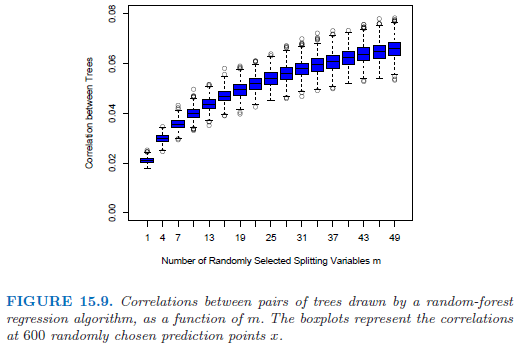 0.08
0.06
0.04
0.02
0.00
Correlation between Trees
1 4 7 13 19 25 31 37 43 49
Number of Randomly Selected Splitting Variables m
FIGURE 15.9. Correlations between pairs of trees drawn by a random-forest
regression algorithm, as a function of m. The boxplots represent the correlations
at 600 randomly chosen prediction points x.